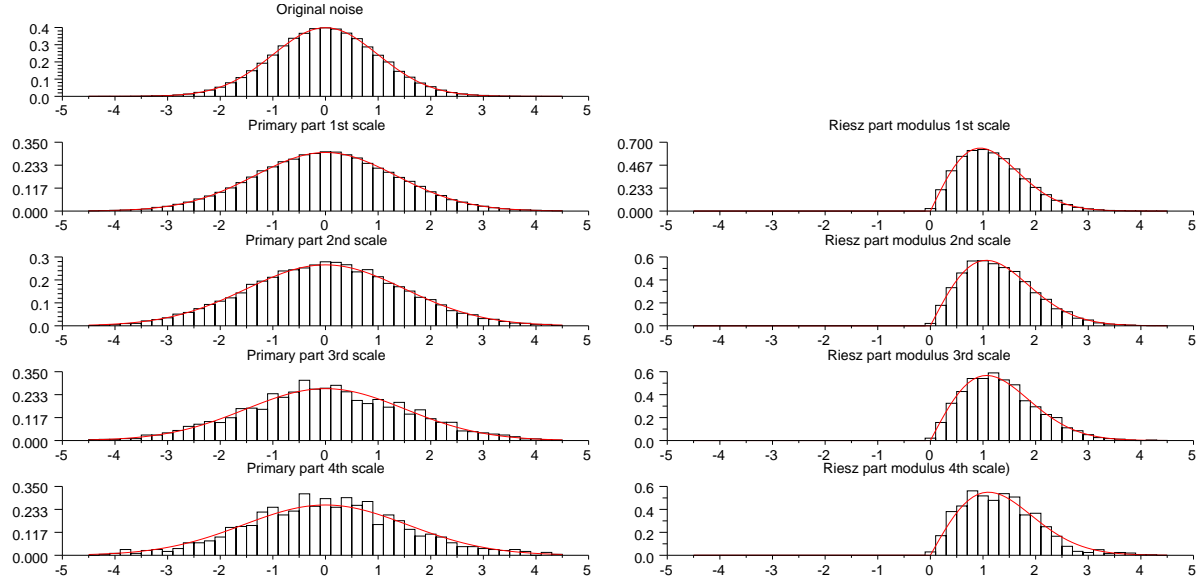 Original noise
0.4
0.3
0.2
0.1
0.0
-5 -4 -3 -2 -1 0 1 2 3 4 5
Primary part 1st scale
0.350
0.233
0.117
0.000
-5 -4 -3 -2 -1 0 1 2 3 4 5
Riesz part modulus 1st scale
0.700
0.467
0.233
0.000
-5 -4 -3 -2 -1 0 1 2 3 4 5
Primary part 2nd scale
0.3
0.2
0.1
0.0
-5 -4 -3 -2 -1 0 1 2 3 4 5
Riesz part modulus 2nd scale
0.6
0.4
0.2
0.0
-5 -4 -3 -2 -1 0 1 2 3 4 5
Primary part 3rd scale
0.350
0.233
0.117
0.000
-5 -4 -3 -2 -1 0 1 2 3 4 5
Riesz part modulus 3rd scale
0.6
0.4
0.2
0.0
-5 -4 -3 -2 -1 0 1 2 3 4 5
Primary part 4th scale
0.350
0.233
0.117
0.000
-5 -4 -3 -2 -1 0 1 2 3 4 5
Riesz part modulus 4th scale)
0.6
0.4
0.2
0.0
-5 -4 -3 -2 -1 0 1 2 3 4 5